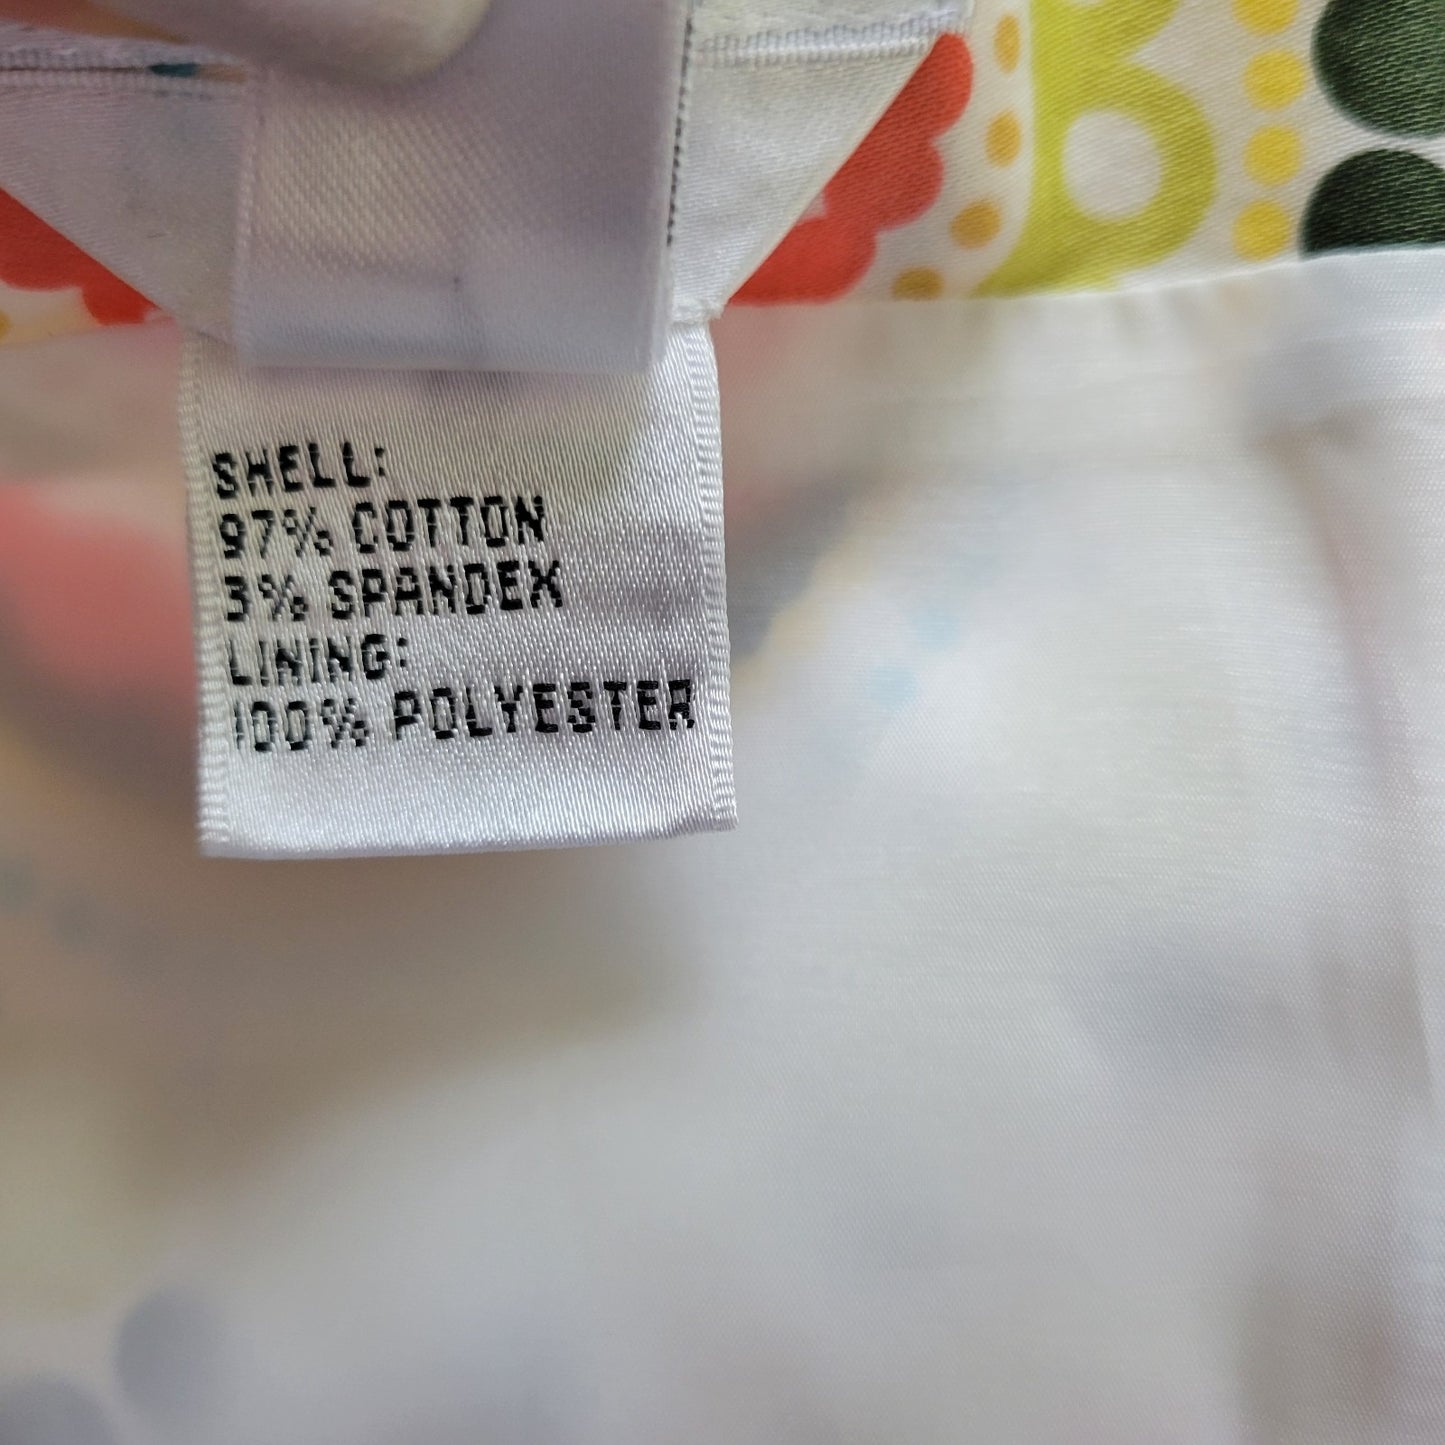 SHELL:
97% COTTON
3% SPANDEX
LINING:
100% POLYESTER